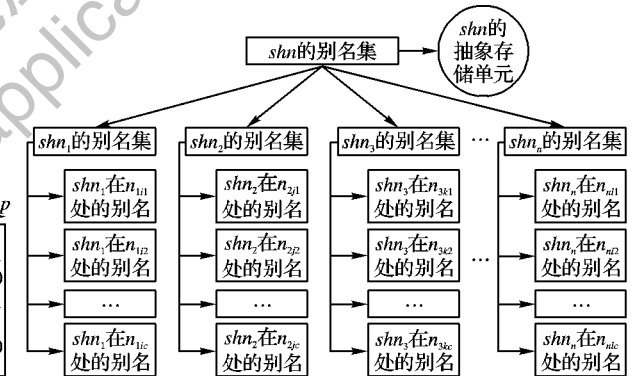 shn的别名集
shn的
抽象存
储单元
shn₁的别名集
shn₂的别名集
shn₃的别名集
…
shnₙ的别名集
shn₁在n₁ᵢ₁
处的别名
shn₂在n₂ⱼ₁
处的别名
shn₃在n₃ₖ₁
处的别名
shnₙ在nₙₗ₁
处的别名
p
shn₁在n₁ᵢ₂
处的别名
shn₂在n₂ⱼ₂
处的别名
shn₃在n₃ₖ₂
处的别名
…
shnₙ在nₙₗ₂
处的别名
…
…
…
…
shn₁在n₁ᵢc
处的别名
shn₂在n₂ⱼc
处的别名
shn₃在n₃ₖc
处的别名
shnₙ在nₙₗc
处的别名